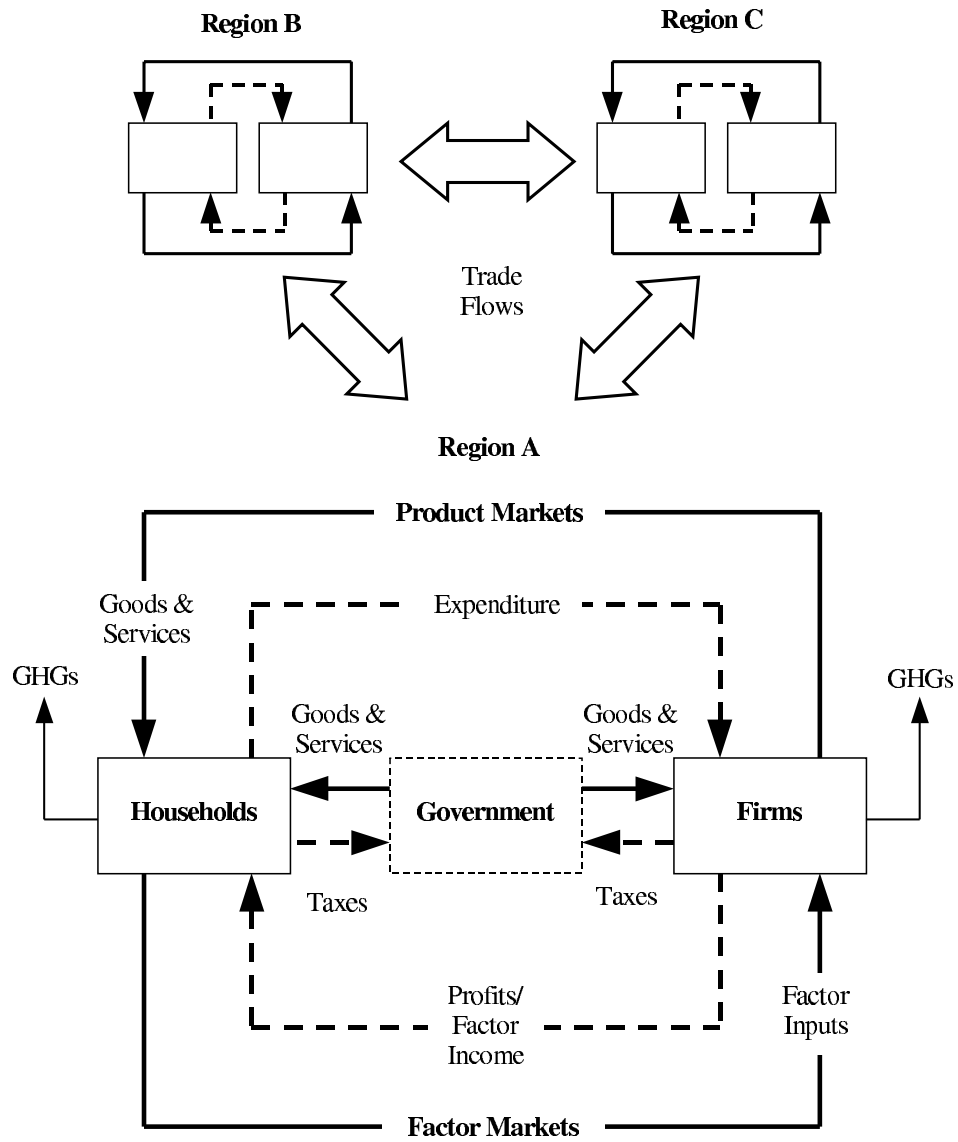 Region B
Region C
Trade
Flows
Region A
Product Markets
Goods &
Services
Expenditure
GHGs
GHGs
Goods &
Services
Goods &
Services
Households
Government
Firms
Taxes
Taxes
Profits/
Factor
Income
Factor
Inputs
Factor Markets